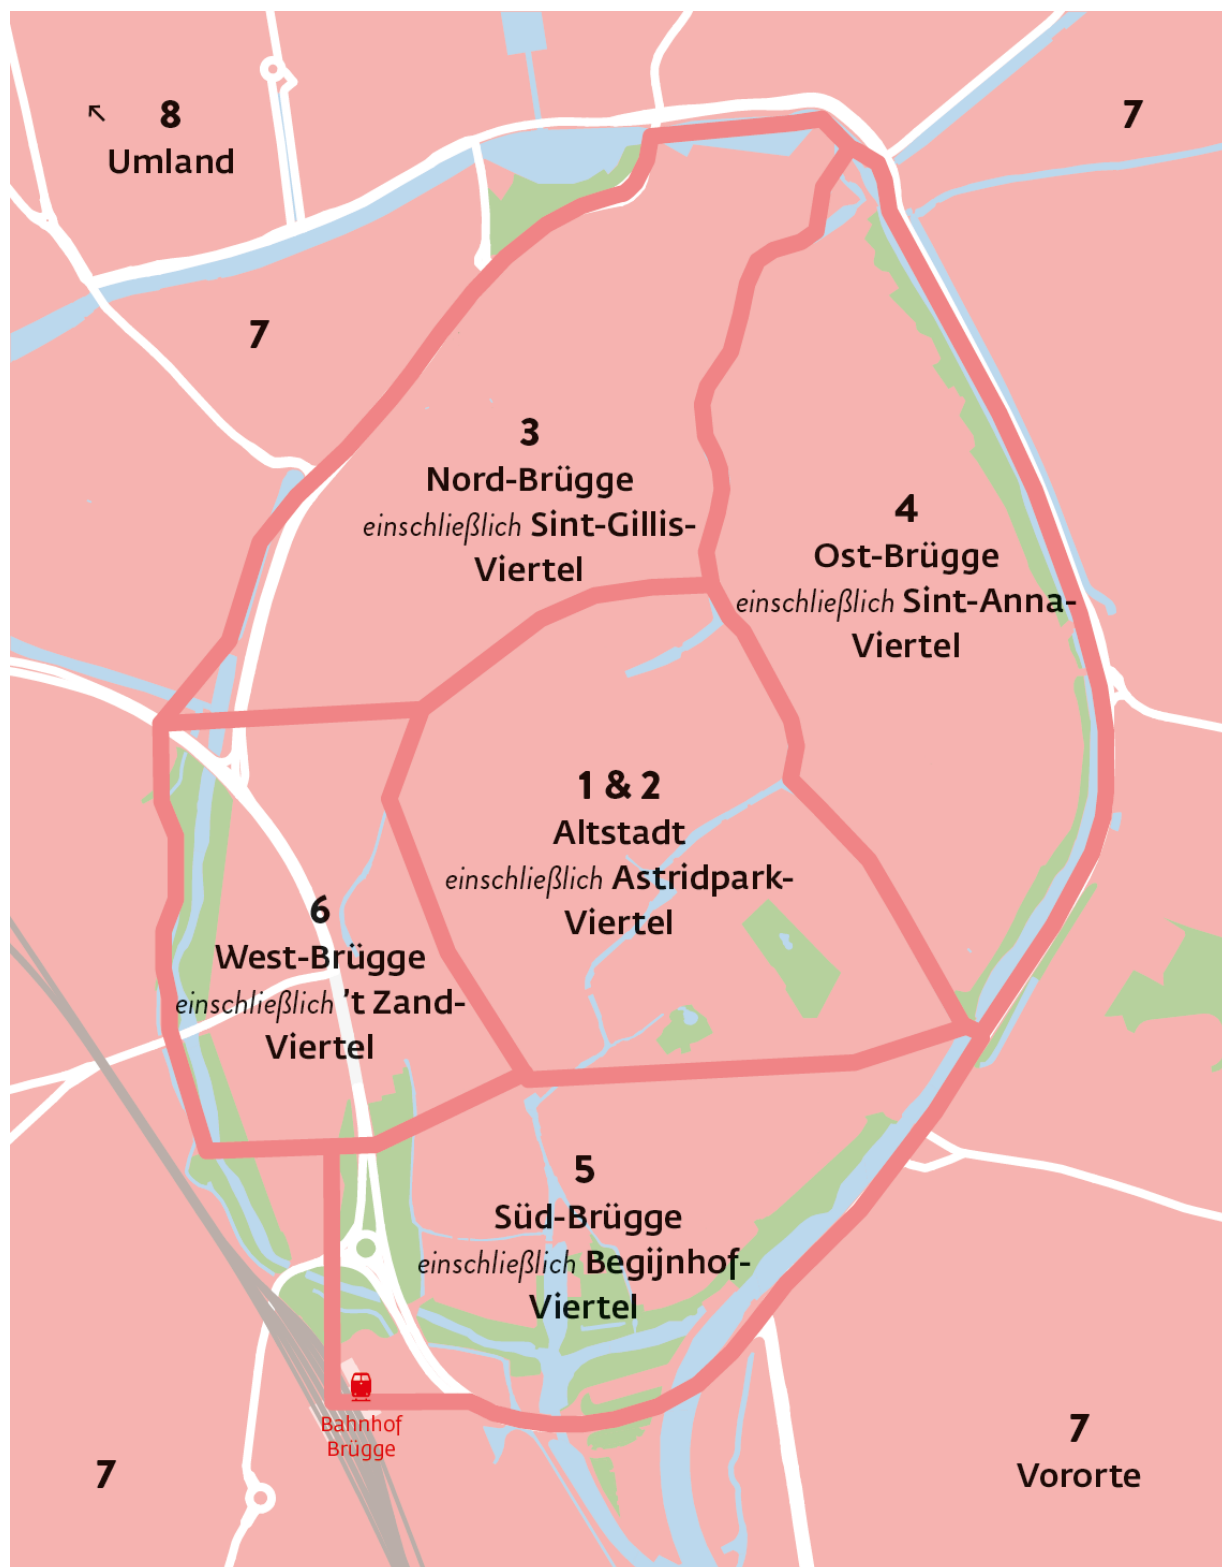 8
Umland
7
7
3
Nord-Brügge
einschließlich Sint-Gillis-
Viertel
4
Ost-Brügge
einschließlich Sint-Anna-
Viertel
1 & 2
Altstadt
einschließlich Astridpark-
Viertel
6
West-Brügge
einschließlich ’t Zand-
Viertel
5
Süd-Brügge
einschließlich Begijnhof-
Viertel
Bahnhof
Brügge
7
7
Vororte